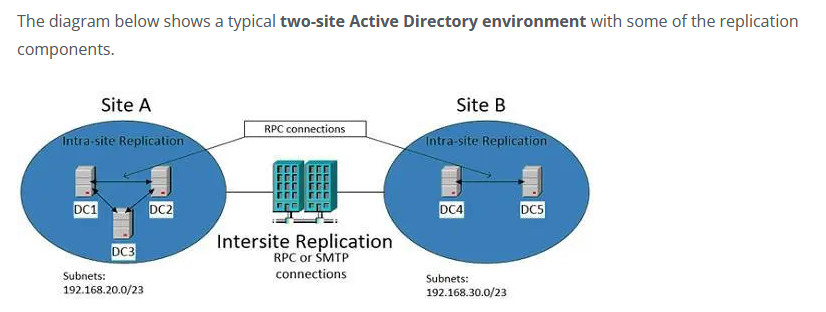 The diagram below shows a typical two-site Active Directory environment with some of the replication
components.
Site A
Site B
RPC connections
Intra-site Replication
Intra-site Replication
DC1
DC2
DC3
DC4
DC5
Intersite Replication
RPC or SMTP
connections
Subnets:
192.168.20.0/23
Subnets:
192.168.30.0/23